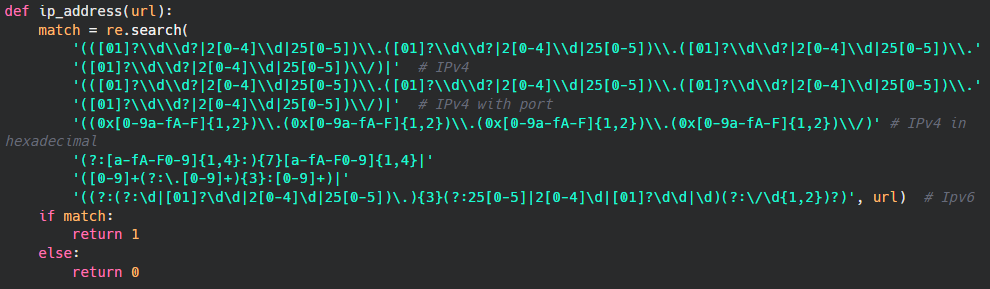 def ip_address(url):
    match = re.search(
        '(([01]?\\d\\d?|2[0-4]\\d|25[0-5])\\.([01]?\\d\\d?|2[0-4]\\d|25[0-5])\\.([01]?\\d\\d?|2[0-4]\\d|25[0-5])\\.'
        '([01]?\\d\\d?|2[0-4]\\d|25[0-5])\\/)|'  # IPv4
        '(([01]?\\d\\d?|2[0-4]\\d|25[0-5])\\.([01]?\\d\\d?|2[0-4]\\d|25[0-5])\\.([01]?\\d\\d?|2[0-4]\\d|25[0-5])\\.'
        '([01]?\\d\\d?|2[0-4]\\d|25[0-5])\\/)|'  # IPv4 with port
        '((0x[0-9a-fA-F]{1,2})\\.(0x[0-9a-fA-F]{1,2})\\.(0x[0-9a-fA-F]{1,2})\\.(0x[0-9a-fA-F]{1,2})\\/)' # IPv4 in
hexadecimal
        '(?:[a-fA-F0-9]{1,4}:){7}[a-fA-F0-9]{1,4}|'
        '([0-9]+(?:\.[0-9]+){3}:[0-9]+)|'
        '((?:(?:\d|[01]?\d\d|2[0-4]\d|25[0-5])\.){3}(?:25[0-5]|2[0-4]\d|[01]?\d\d|\d)(?:\/\d{1,2})?)', url)  # Ipv6
    if match:
        return 1
    else:
        return 0